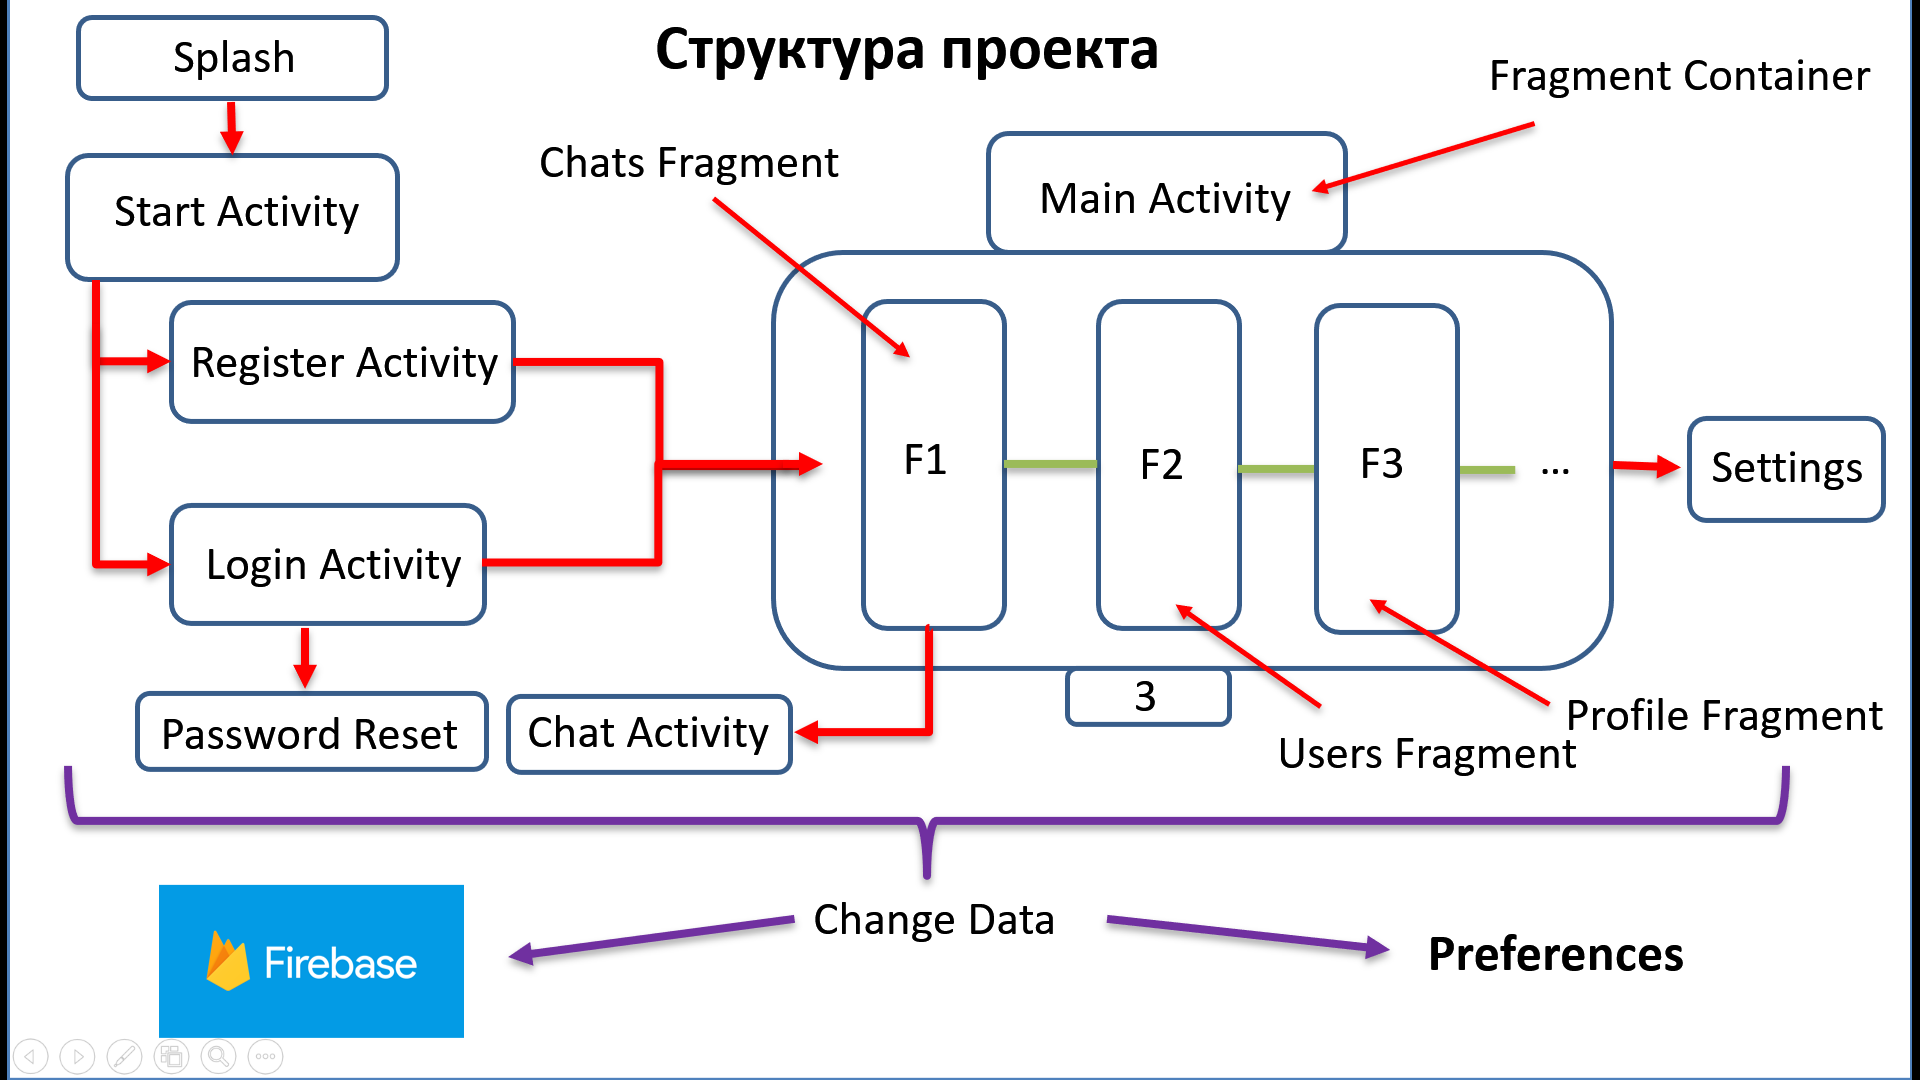 Структура проекта
Splash
Fragment Container
Start Activity
Chats Fragment
Main Activity
Register Activity
F1
F2
F3
...
Settings
Login Activity
Password Reset
Chat Activity
3
Profile Fragment
Users Fragment
Change Data
Firebase
Preferences